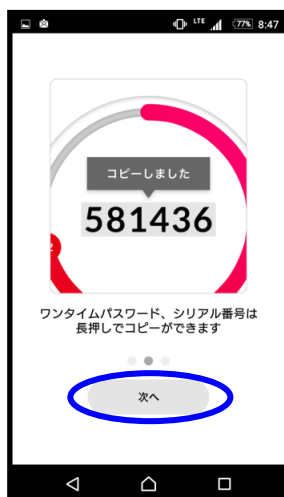 LTE 77% 8:47
コピーしました
581436
2
ワンタイムパスワード、シリアル番号は
長押しでコピーができます
次へ